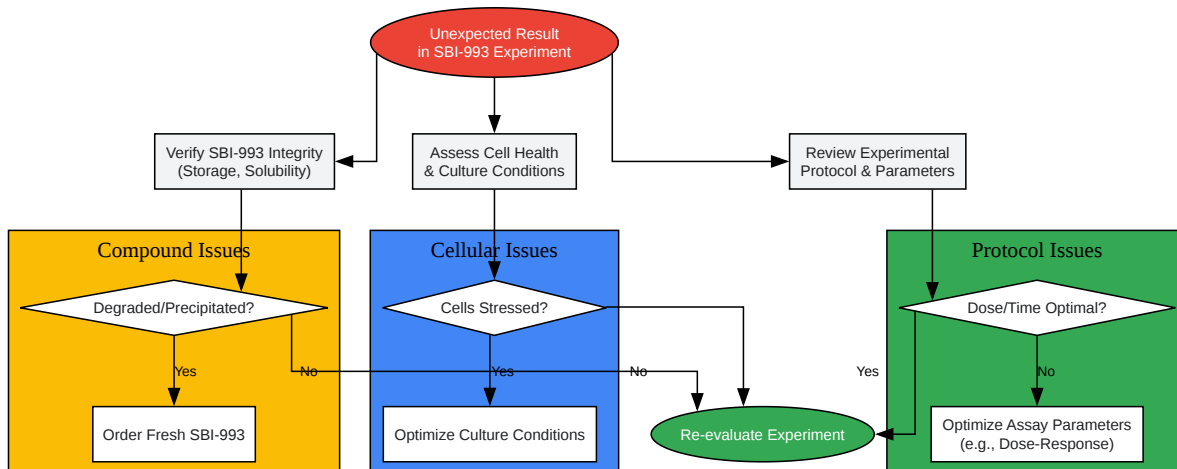 Unexpected Result
in SBI-993 Experiment
Verify SBI-993 Integrity
(Storage, Solubility)
Assess Cell Health
& Culture Conditions
Review Experimental
Protocol & Parameters
Compound Issues
Cellular Issues
Protocol Issues
Degraded/Precipitated?
Cells Stressed?
Dose/Time Optimal?
Yes
No
Yes
No
Yes
No
Order Fresh SBI-993
Optimize Culture Conditions
Re-evaluate Experiment
Optimize Assay Parameters
(e.g., Dose-Response)